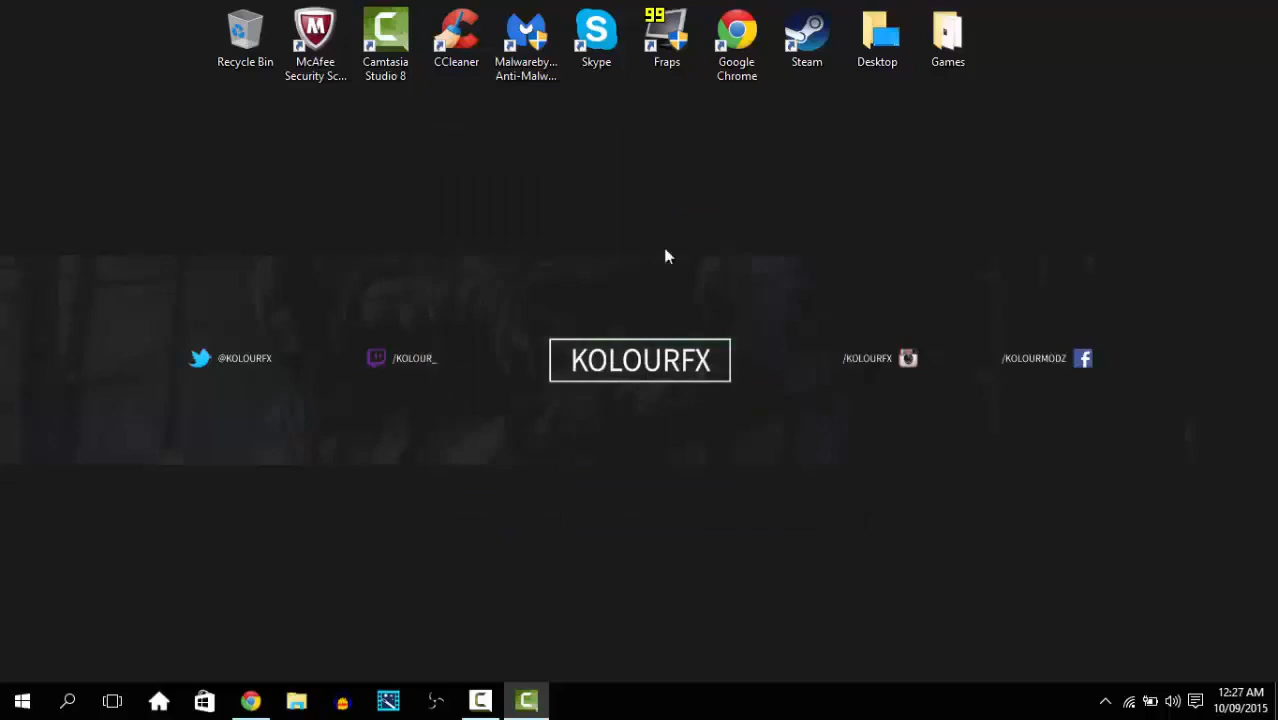 99
Recycle Bin
McAfee
Security Sc...
Camtasia
Studio 8
CCleaner
Malwareby...
Anti-Malw...
Skype
Fraps
Google
Chrome
Steam
Desktop
Games
@KOLOURFX
/KOLOUR_
KOLOURFX
/KOLOURFX
/KOLOURMODZ
12:27 AM
10/09/2015